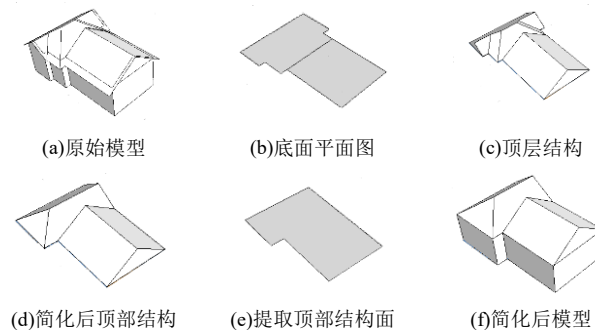 (a)原始模型
(b)底面平面图
(c)顶层结构
(d)简化后顶部结构
(e)提取顶部结构面
(f)简化后模型